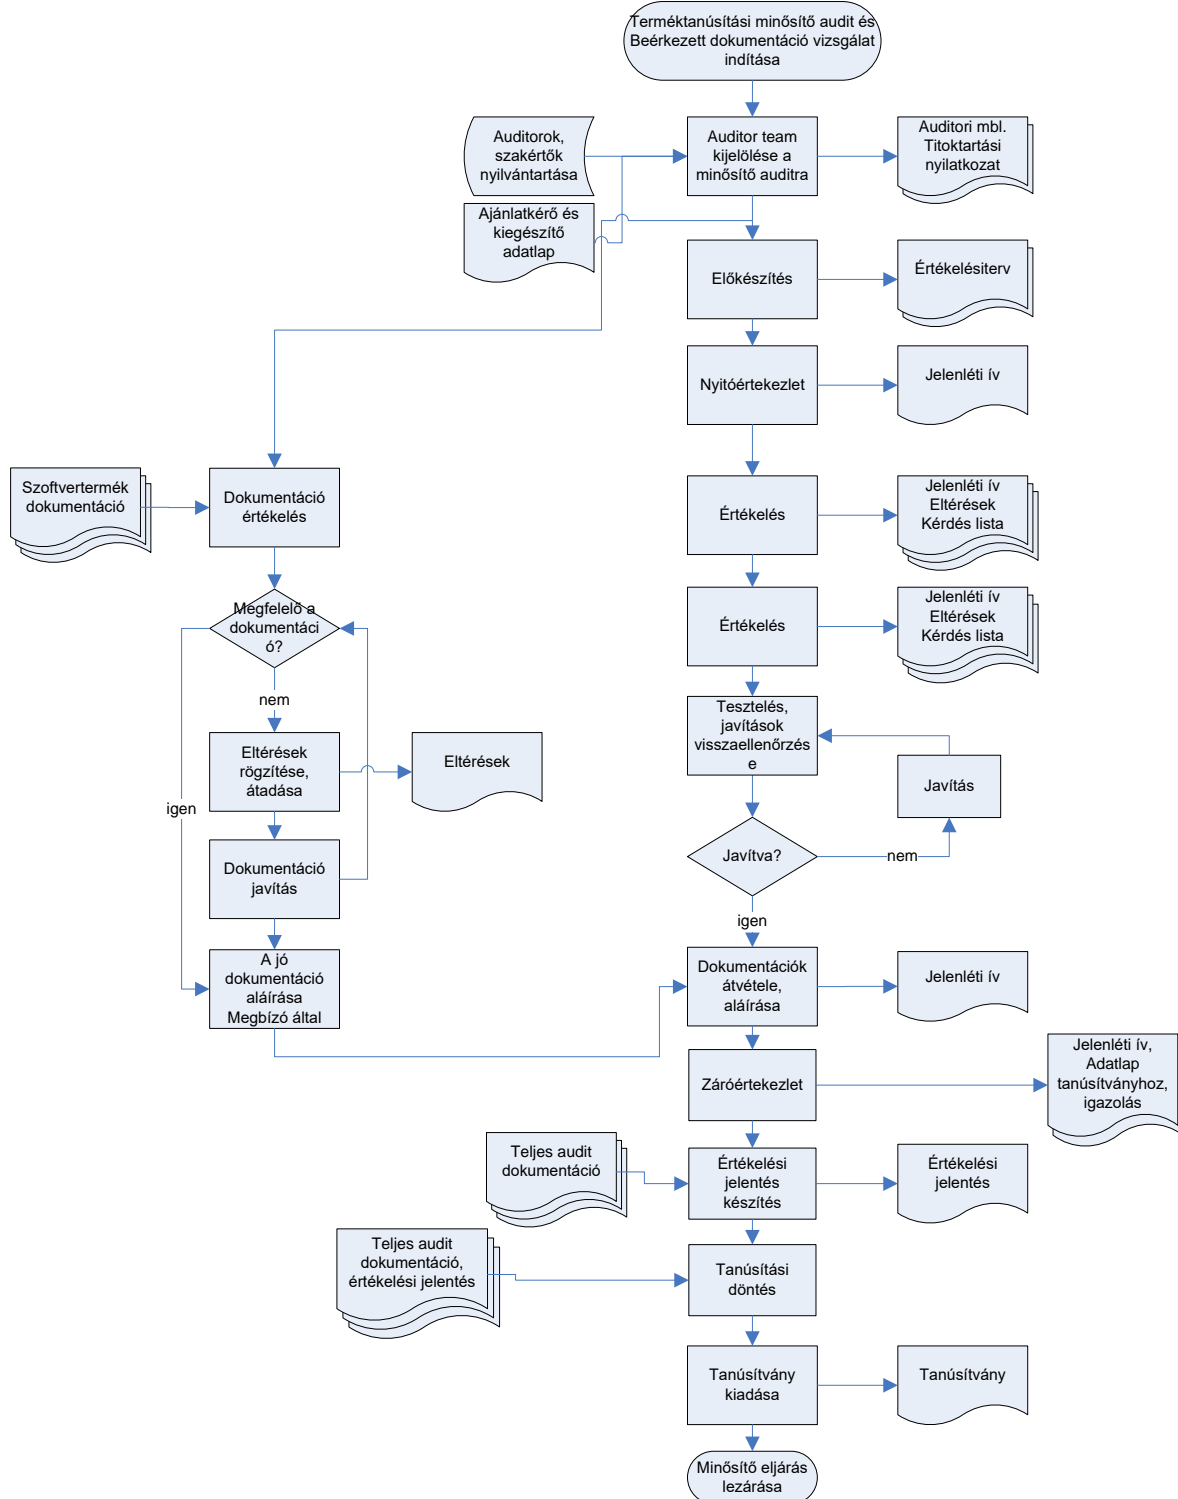 Terméktanúsítási minősítő audit és
Beérkezett dokumentáció vizsgálat
indítása
Auditorok,
szakértők
nyilvántartása
Auditor team
kijelölése a
minősítő auditra
Auditori mbl.
Titoktartási
nyilatkozat
Ajánlatkérő és
kiegészítő
adatlap
Előkészítés
Értékelésiterv
Nyitóértekezlet
Jelenléti ív
Szoftvertermék
dokumentáció
Dokumentáció
értékelés
Értékelés
Jelenléti ív
Eltérések
Kérdés lista
Megfelelő a
dokumentáci
ó?
Értékelés
Jelenléti ív
Eltérések
Kérdés lista
nem
Tesztelés,
javítások
visszaellenőrzés
e
Eltérések
rögzítése,
átadása
Eltérések
Javítás
igen
Dokumentáció
javítás
Javítva?
nem
igen
A jó
dokumentáció
aláírása
Megbízó által
Dokumentációk
átvétele,
aláírása
Jelenléti ív
Záróértekezlet
Jelenléti ív,
Adatlap
tanúsítványhoz,
igazolás
Teljes audit
dokumentáció
Értékelési
jelentés
készítés
Értékelési
jelentés
Teljes audit
dokumentáció,
értékelési jelentés
Tanúsítási
döntés
Tanúsítvány
kiadása
Tanúsítvány
Minősítő eljárás
lezárása